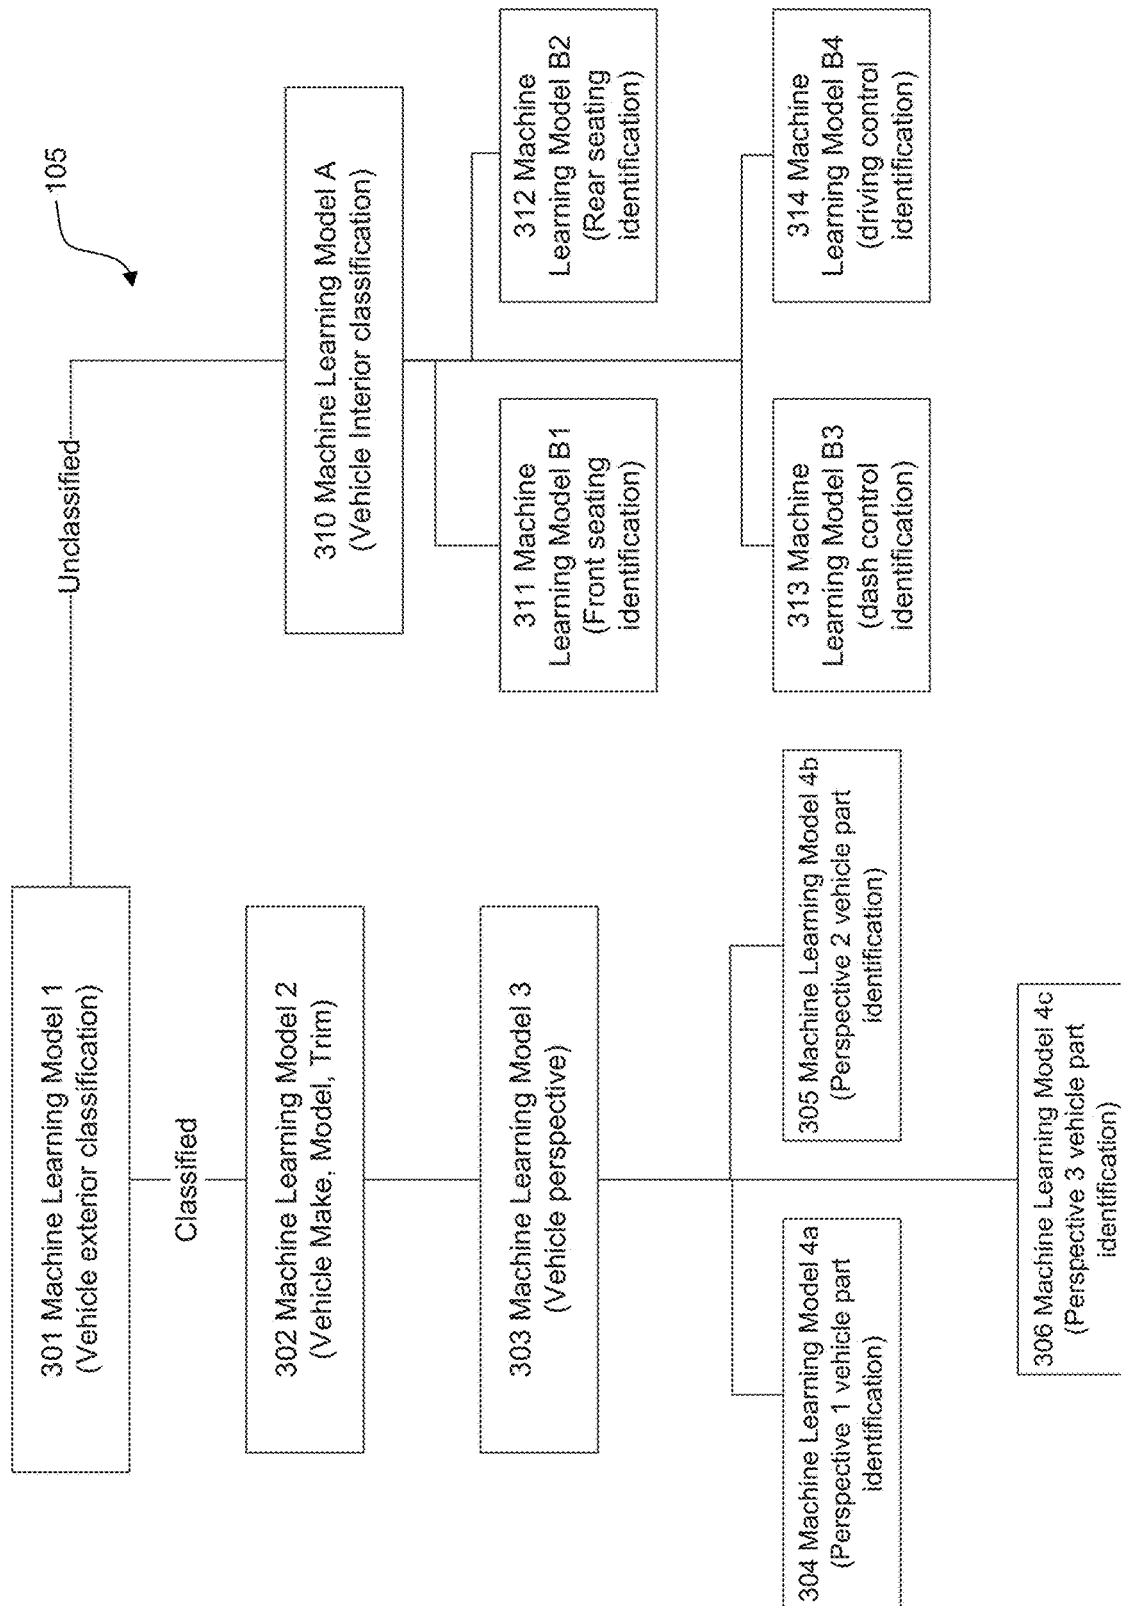 301 Machine Learning Model 1
(Vehicle exterior classification)
Unclassified
105
Classified
302 Machine Learning Model 2
(Vehicle Make, Model, Trim)
303 Machine Learning Model 3
(Vehicle perspective)
304 Machine Learning Model 4a
(Perspective 1 vehicle part
identification)
305 Machine Learning Model 4b
(Perspective 2 vehicle part
identification)
306 Machine Learning Model 4c
(Perspective 3 vehicle part
identification)
310 Machine Learning Model A
(Vehicle Interior classification)
311 Machine
Learning Model B1
(Front seating
identification)
312 Machine
Learning Model B2
(Rear seating
identification)
313 Machine
Learning Model B3
(dash control
identification)
314 Machine
Learning Model B4
(driving control
identification)